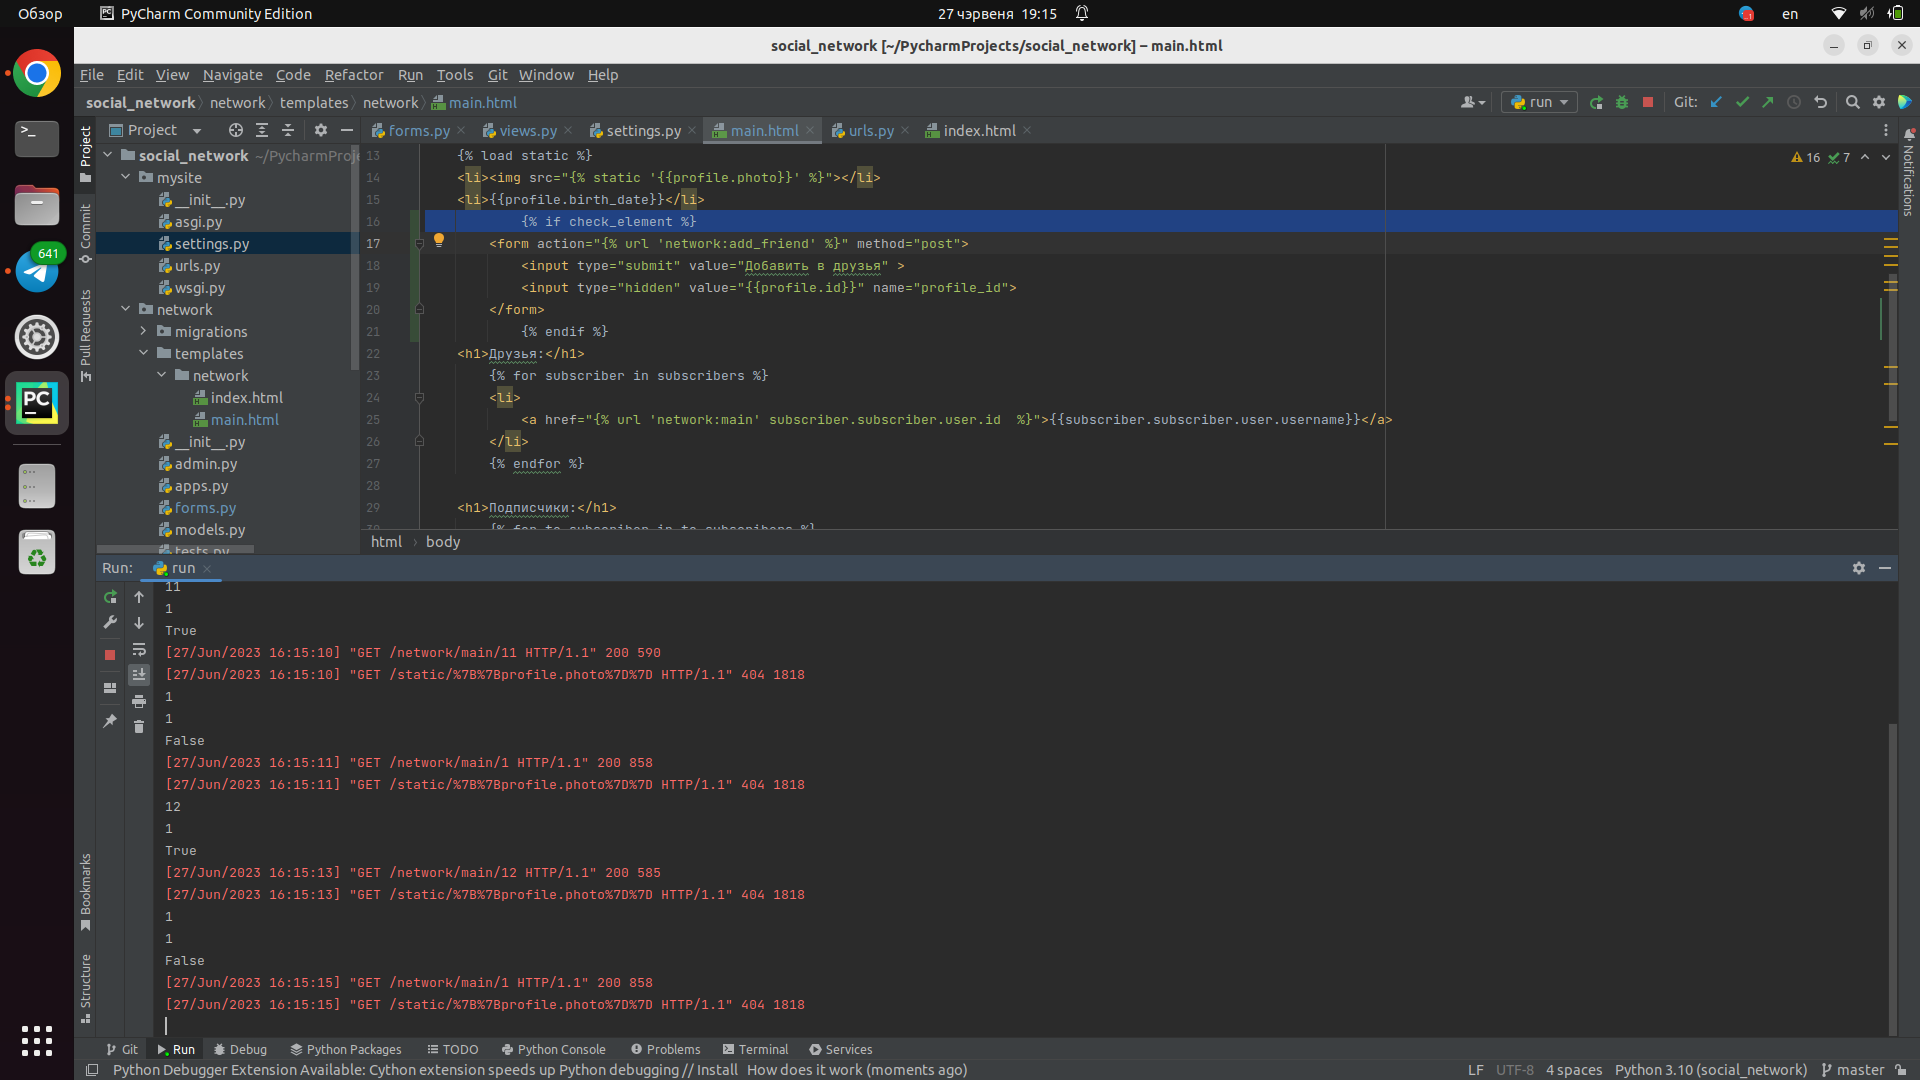 Обзор
PyCharm Community Edition
27 чэрвеня 19:15
en
social_network [~/PycharmProjects/social_network] – main.html
File Edit View Navigate Code Refactor Run Tools Git Window Help
social_network network templates network main.html
run
Git:
Project
forms.py
views.py
settings.py
main.html
urls.py
index.html
social_network ~/PycharmProje
mysite
__init__.py
asgi.py
settings.py
urls.py
wsgi.py
network
migrations
templates
network
index.html
main.html
__init__.py
admin.py
apps.py
forms.py
models.py
tests.py
641
Project
Commit
Pull Requests
Bookmarks
Structure
Notifications
16 7
13 {% load static %}
14 <li><img src="{% static '{{profile.photo}}' %}"></li>
15 <li>{{profile.birth_date}}</li>
16 {% if check_element %}
17 <form action="{% url 'network:add_friend' %}" method="post">
18 <input type="submit" value="Добавить в друзья" >
19 <input type="hidden" value="{{profile.id}}" name="profile_id">
20 </form>
21 {% endif %}
22 <h1>Друзья:</h1>
23 {% for subscriber in subscribers %}
24 <li>
25 <a href="{% url 'network:main' subscriber.subscriber.user.id  %}">{{subscriber.subscriber.user.username}}</a>
26 </li>
27 {% endfor %}
28
29 <h1>Подписчики:</h1>
30 {% for to_subscriber in to_subscribers %}
html › body
Run: run
11
1
True
[27/Jun/2023 16:15:10] "GET /network/main/11 HTTP/1.1" 200 590
[27/Jun/2023 16:15:10] "GET /static/%7B%7Bprofile.photo%7D%7D HTTP/1.1" 404 1818
1
1
False
[27/Jun/2023 16:15:11] "GET /network/main/1 HTTP/1.1" 200 858
[27/Jun/2023 16:15:11] "GET /static/%7B%7Bprofile.photo%7D%7D HTTP/1.1" 404 1818
12
1
True
[27/Jun/2023 16:15:13] "GET /network/main/12 HTTP/1.1" 200 585
[27/Jun/2023 16:15:13] "GET /static/%7B%7Bprofile.photo%7D%7D HTTP/1.1" 404 1818
1
1
False
[27/Jun/2023 16:15:15] "GET /network/main/1 HTTP/1.1" 200 858
[27/Jun/2023 16:15:15] "GET /static/%7B%7Bprofile.photo%7D%7D HTTP/1.1" 404 1818
Git Run Debug Python Packages TODO Python Console Problems Terminal Services
Python Debugger Extension Available: Cython extension speeds up Python debugging // Install How does it work (moments ago)
LF UTF-8 4 spaces Python 3.10 (social_network) master